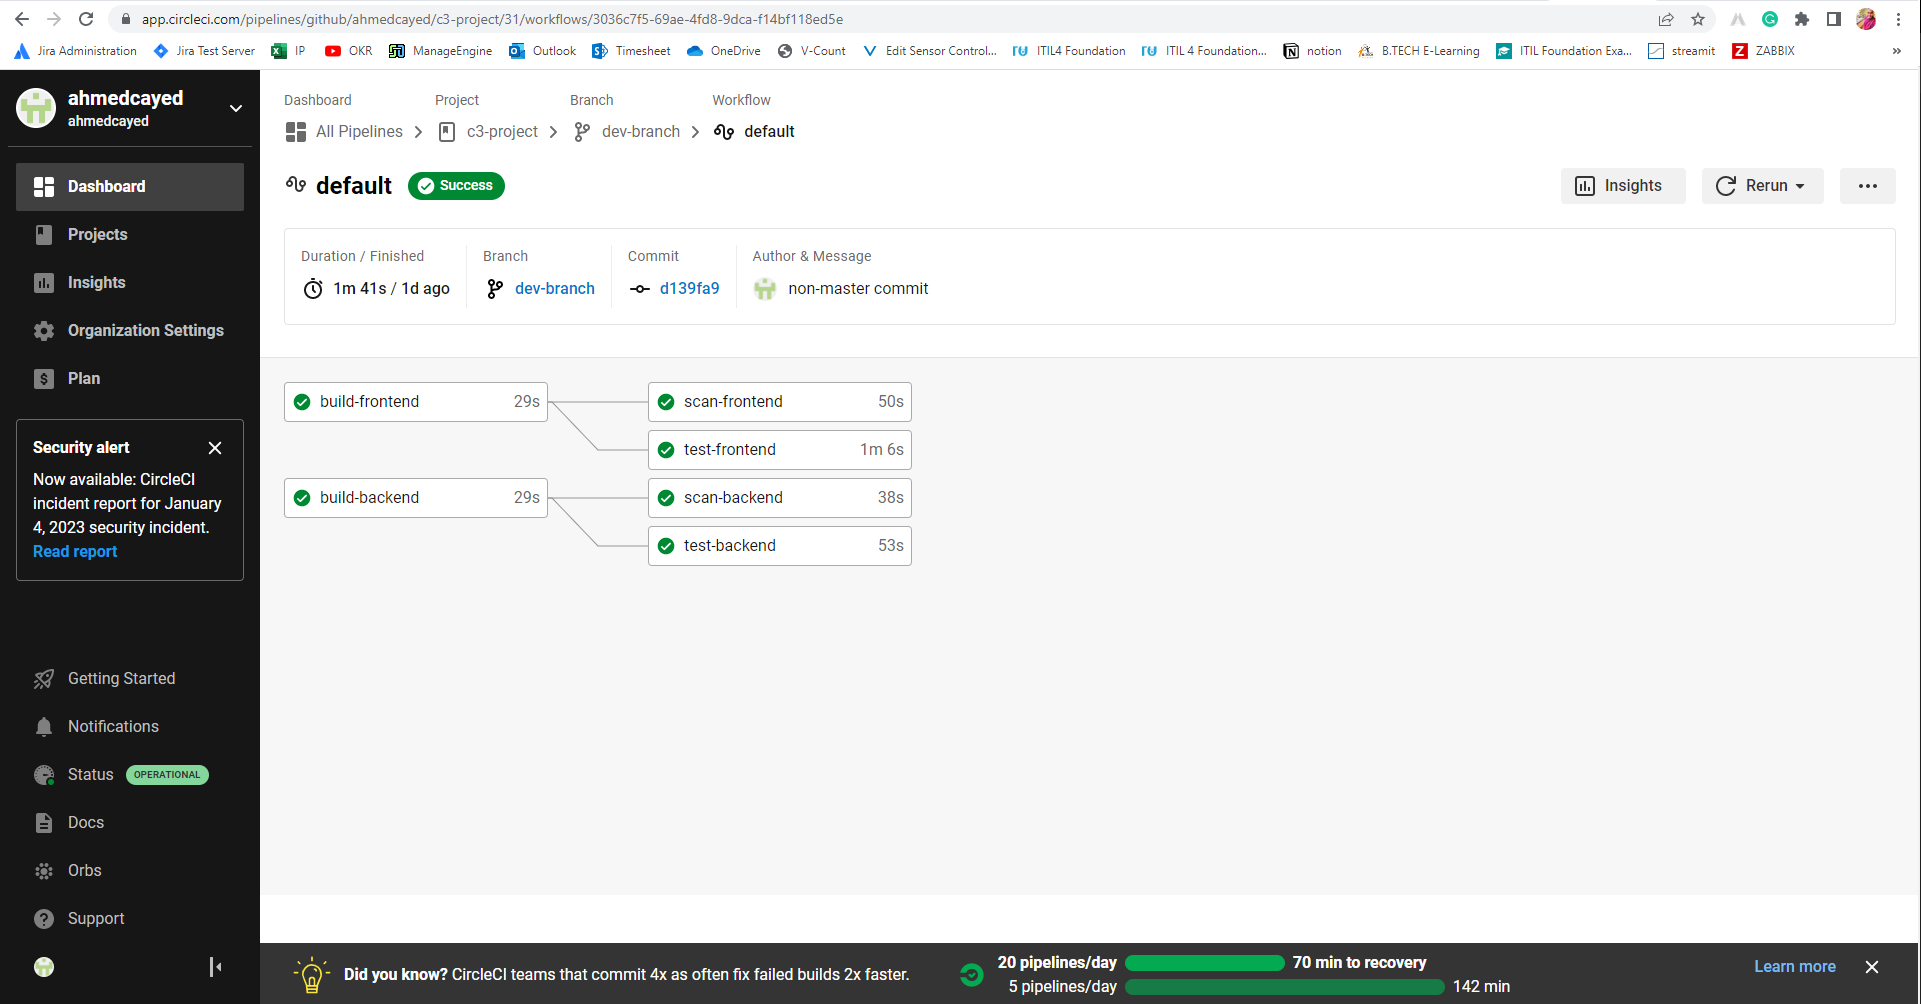 app.circleci.com/pipelines/github/ahmedcayed/c3-project/31/workflows/3036c7f5-69ae-4fd8-9dca-f14bf118ed5e
Jira Administration Jira Test Server IP OKR ManageEngine Outlook Timesheet OneDrive V-Count Edit Sensor Control... ITIL4 Foundation ITIL 4 Foundation... notion B.TECH E-Learning ITIL Foundation Exa... streamit ZABBIX »
ahmedcayed
ahmedcayed
Dashboard
Projects
Insights
Organization Settings
Plan
Security alert
Now available: CircleCI
incident report for January
4, 2023 security incident.
Read report
Getting Started
Notifications
Status OPERATIONAL
Docs
Orbs
Support
Dashboard Project Branch Workflow
All Pipelines c3-project dev-branch default
default Success
Insights Rerun
Duration / Finished Branch Commit Author & Message
1m 41s / 1d ago dev-branch d139fa9 non-master commit
build-frontend 29s scan-frontend 50s
test-frontend 1m 6s
build-backend 29s scan-backend 38s
test-backend 53s
Did you know? CircleCI teams that commit 4x as often fix failed builds 2x faster.
20 pipelines/day 70 min to recovery
5 pipelines/day 142 min
Learn more